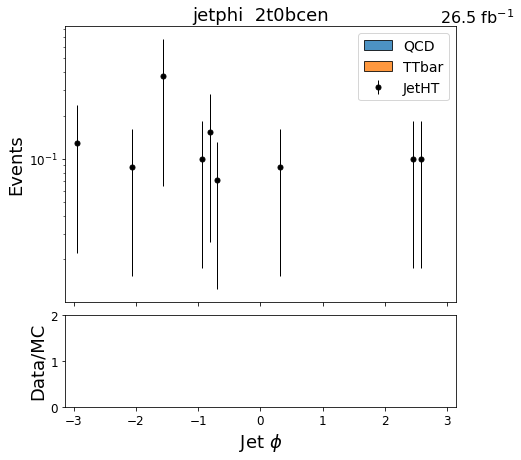 jetphi 2t0bcen
26.5 fb⁻¹
QCD
TTbar
JetHT
Events
10⁻¹
Data/MC
2
1
0
−3 −2 −1 0 1 2 3
Jet ϕ